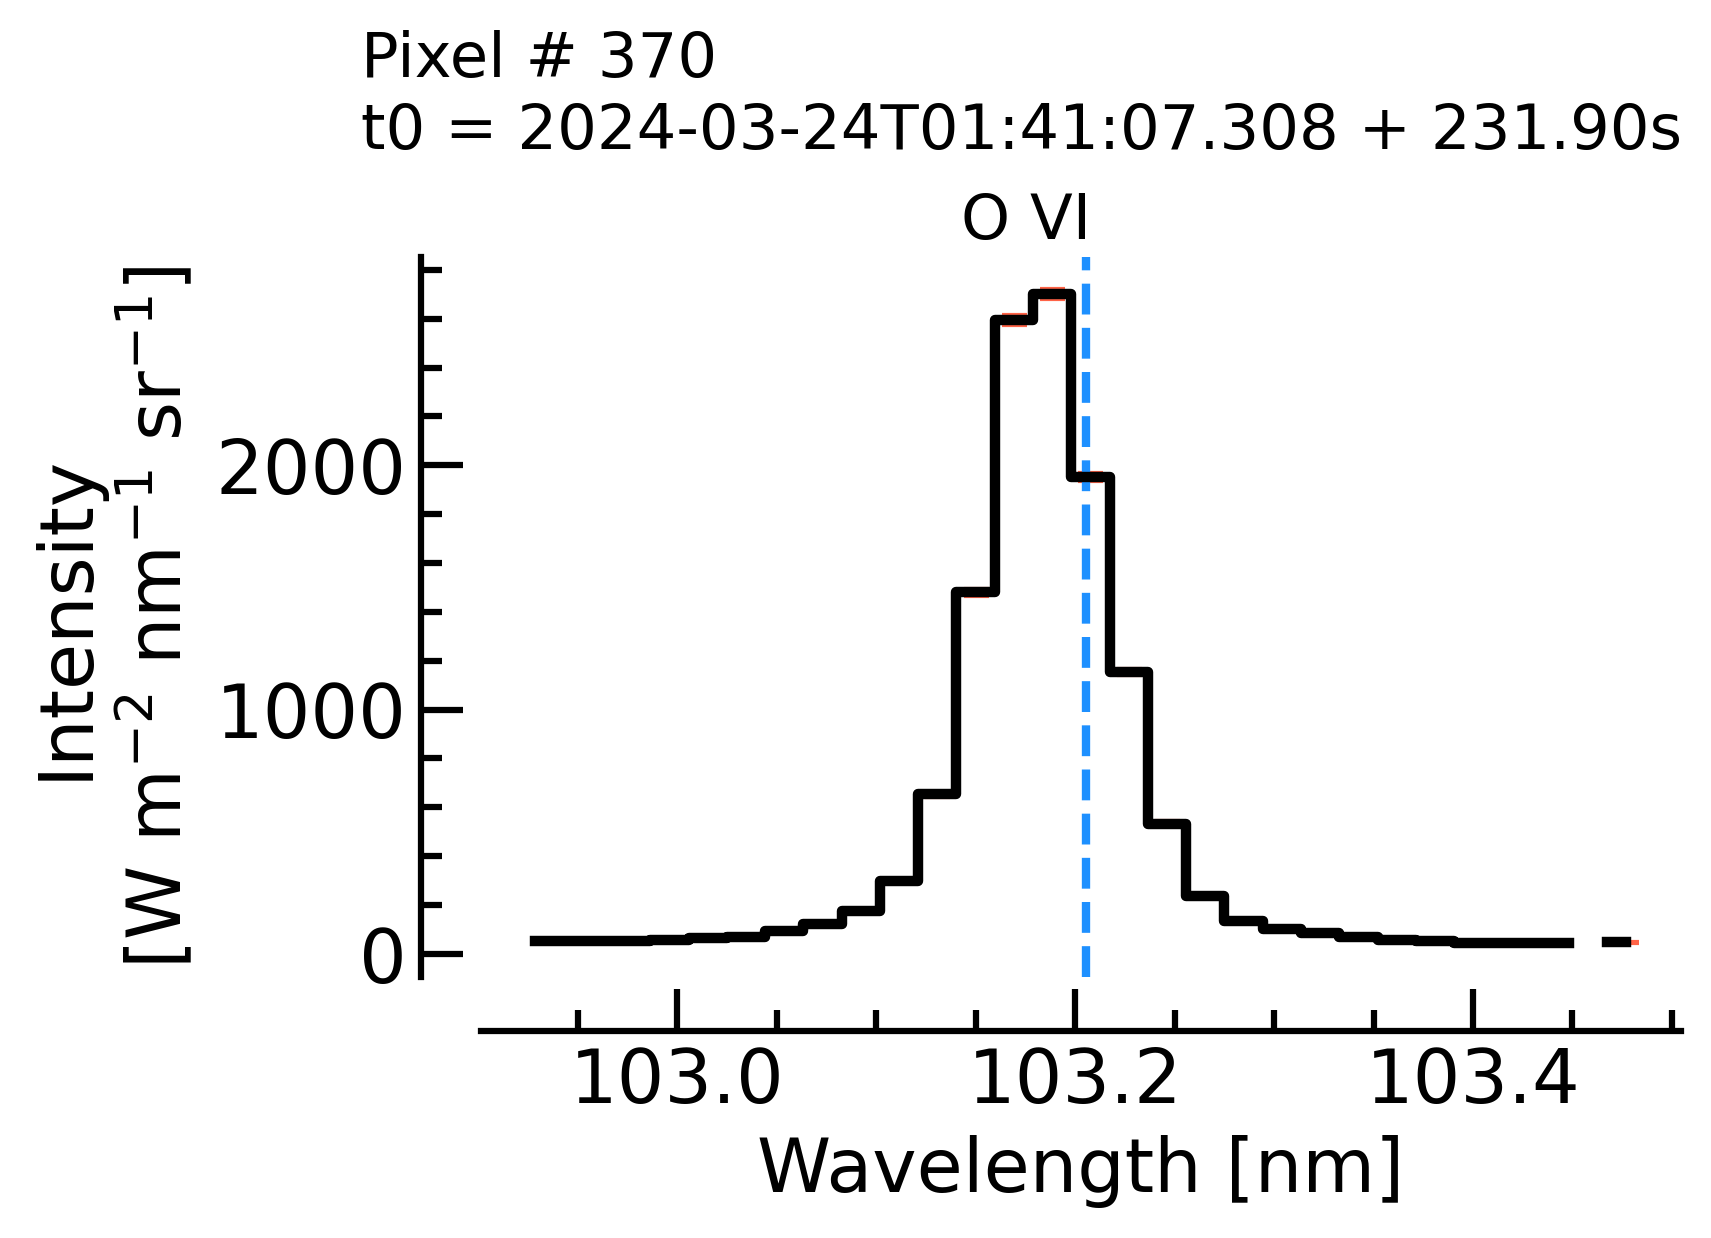 Pixel # 370
t0 = 2024-03-24T01:41:07.308 + 231.90s
O VI
Intensity
[W m⁻² nm⁻¹ sr⁻¹]
2000
1000
0
103.0 103.2 103.4
Wavelength [nm]